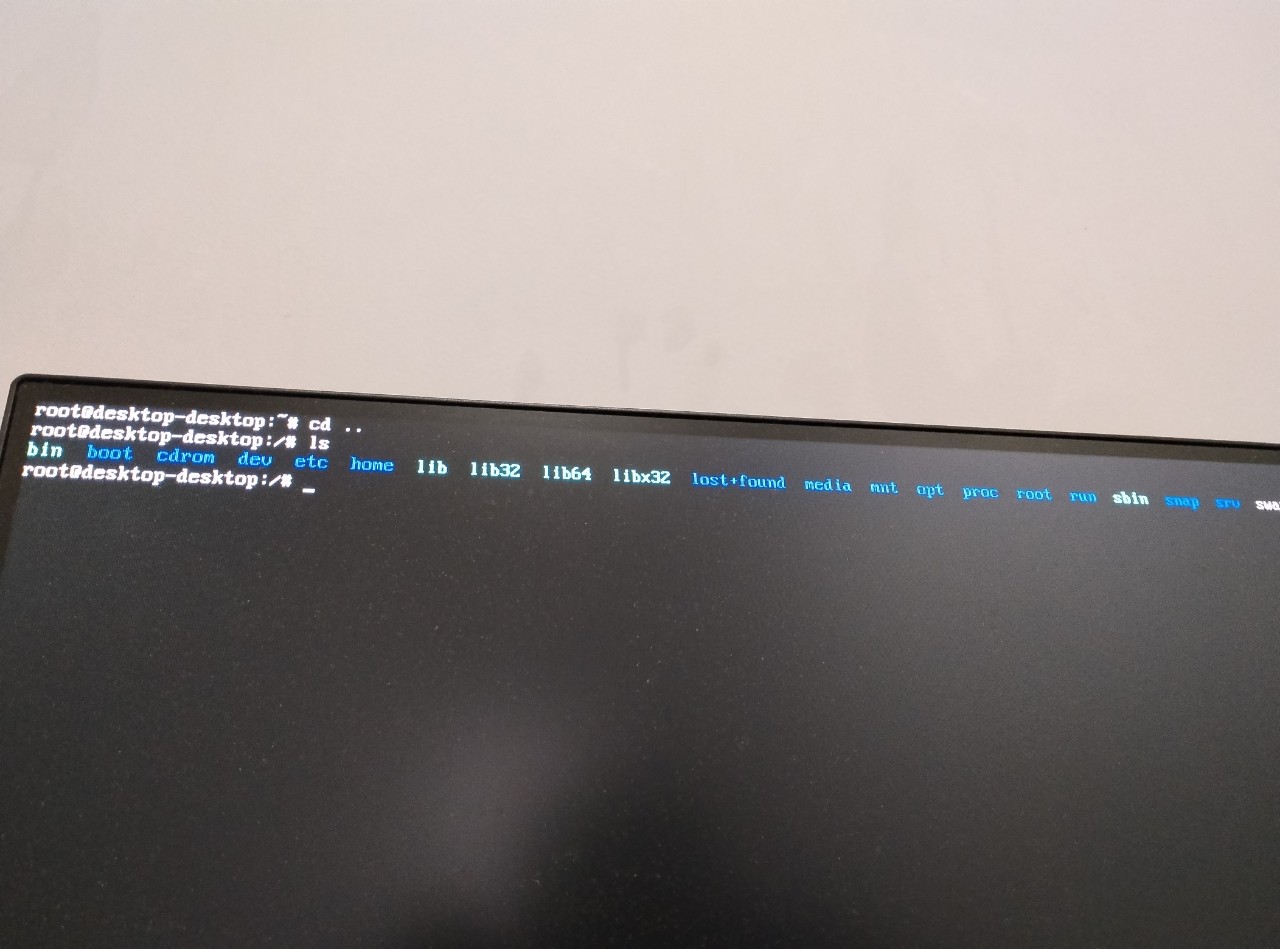 root@desktop-desktop:~# cd ..
root@desktop-desktop:/# ls
bin boot cdrom dev etc home lib lib32 lib64 libx32 lost+found media mnt opt proc root run sbin snap srv swa
root@desktop-desktop:/# _